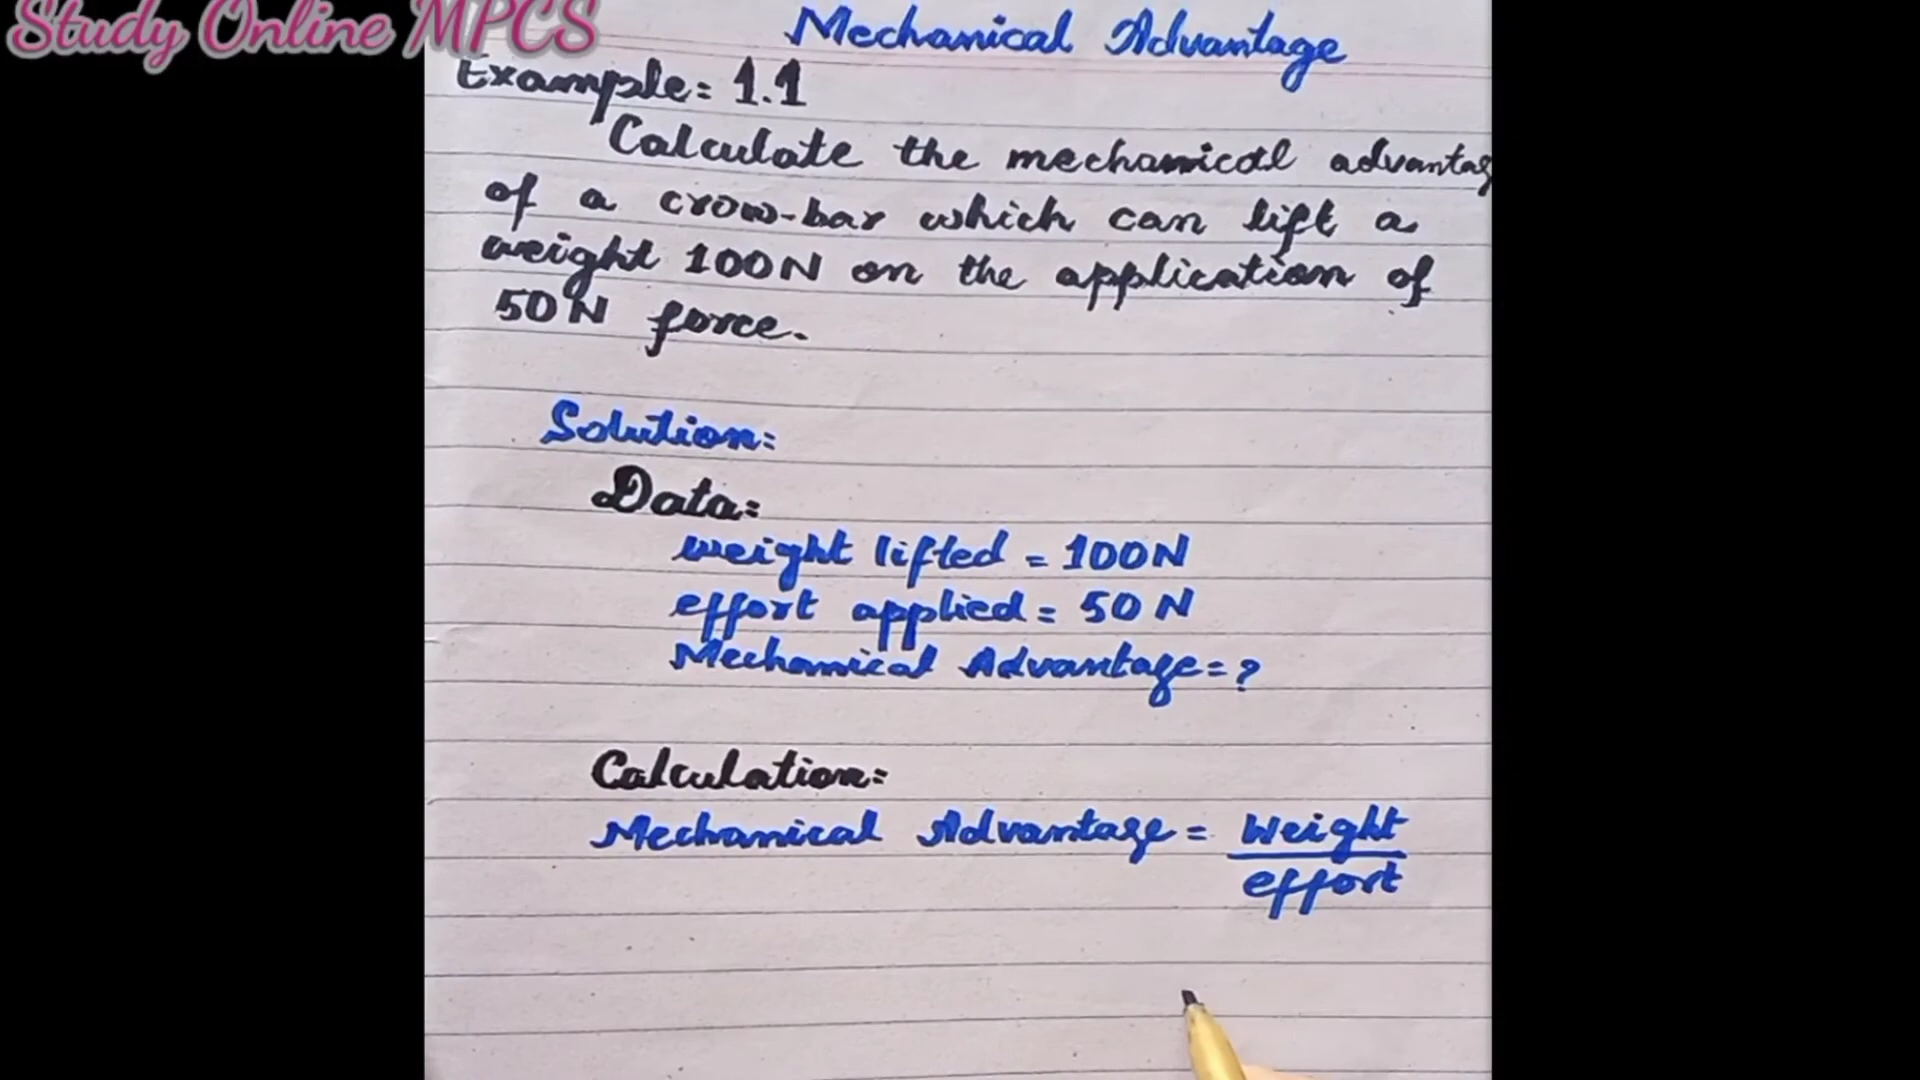 Study Online MPCS
Mechanical Advantage
Example: 1.1
Calculate the mechanical advantag
of a crow-bar which can lift a
weight 100N on the application of
50N force.
Solution:
Data:
weight lifted = 100N
effort applied = 50 N
Mechanical Advantage = ?
Calculation:
Mechanical Advantage = Weight
effort